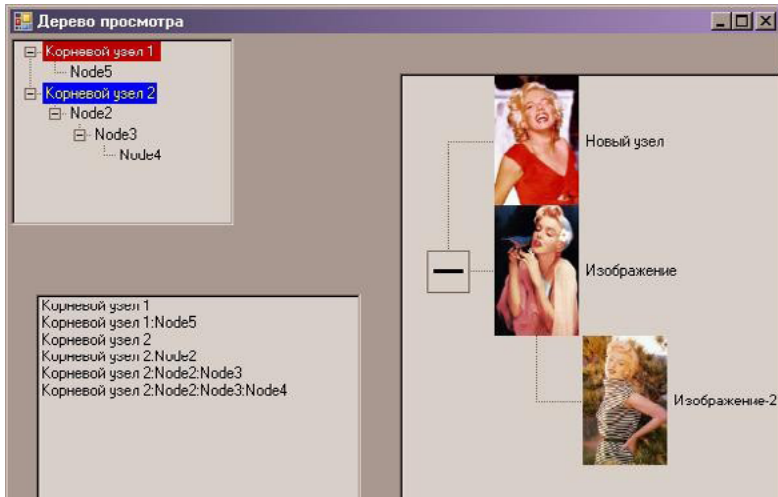 Дерево просмотра
Корневой узел 1
Node5
Корневой узел 2
Node2
Node3
Node4
Корневой узел 1
Корневой узел 1:Node5
Корневой узел 2
Корневой узел 2:Node2
Корневой узел 2:Node2:Node3
Корневой узел 2:Node2:Node3:Node4
Новый узел
Изображение
Изображение-2